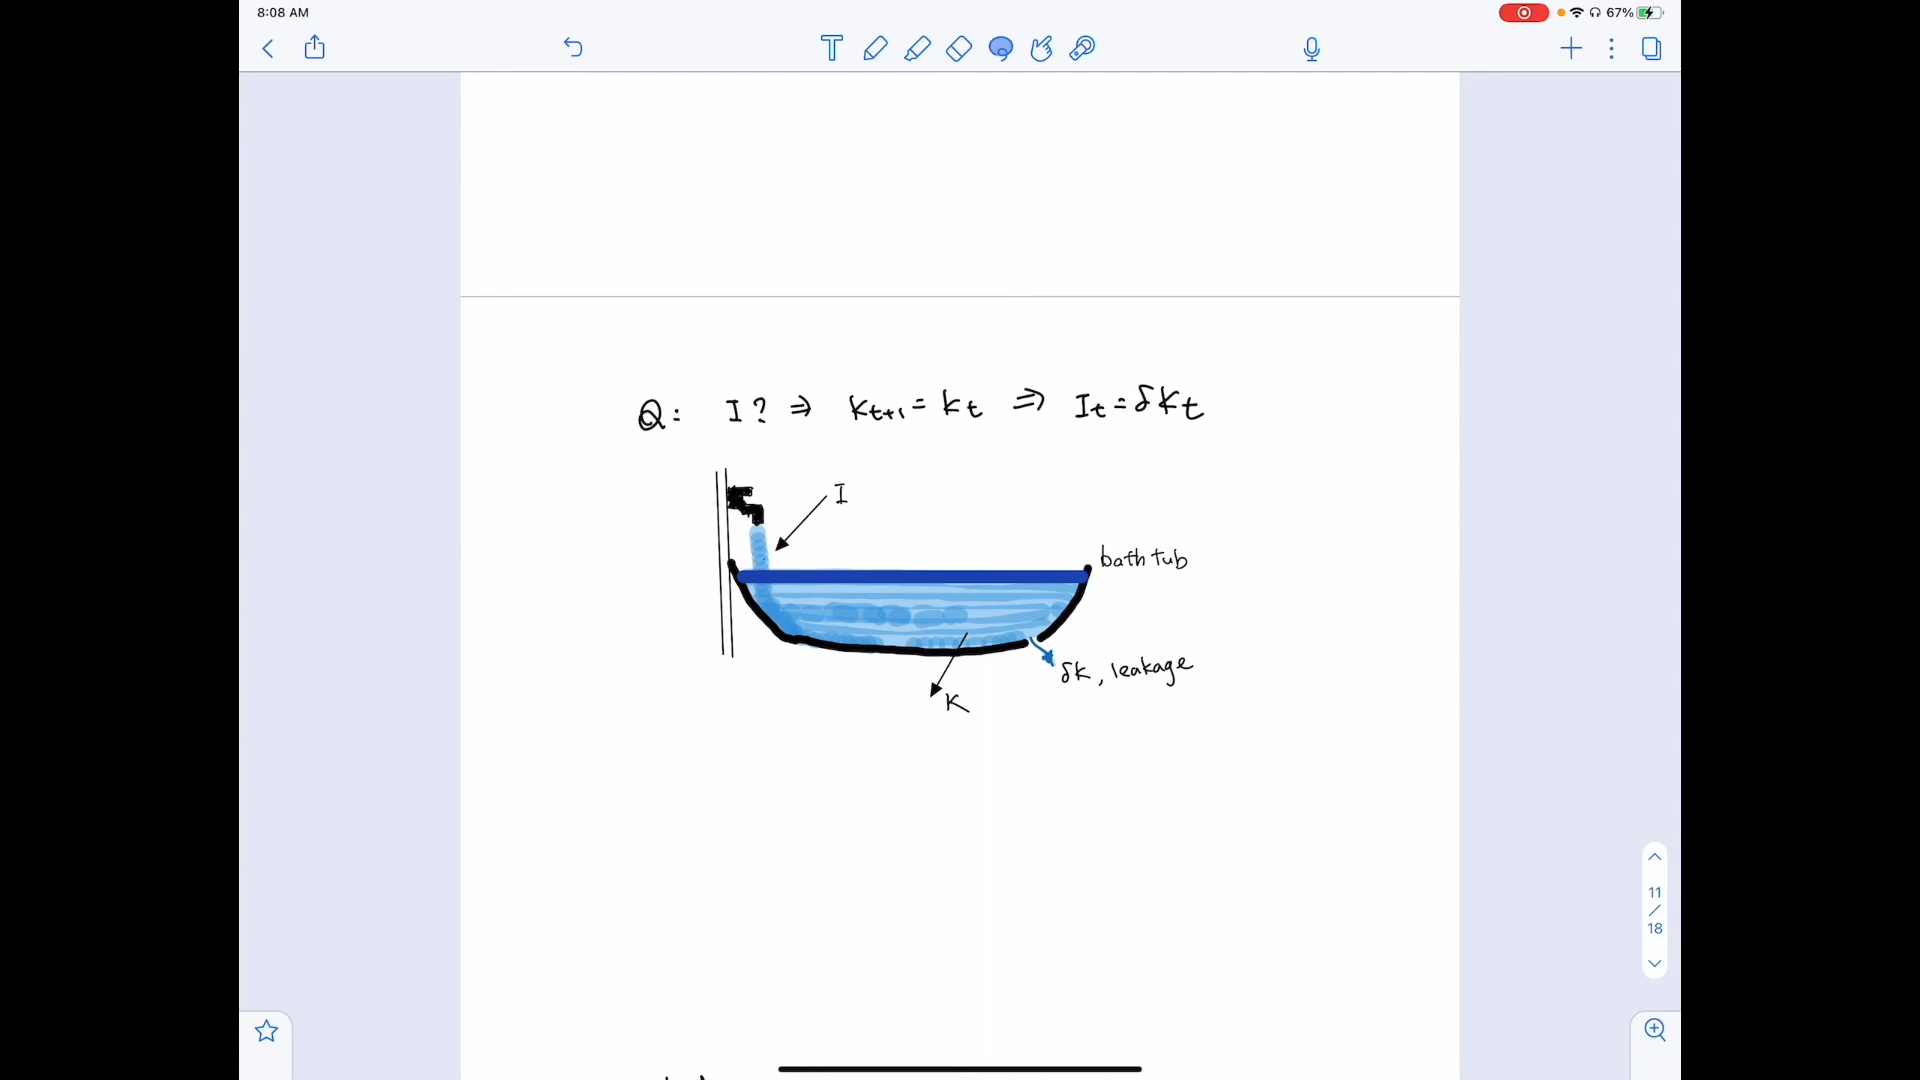 8:08 AM
67%
Q: I? ⇒ Kt+1 = Kt ⇒ It = δKt
I
bath tub
δK, leakage
K
11
/
18